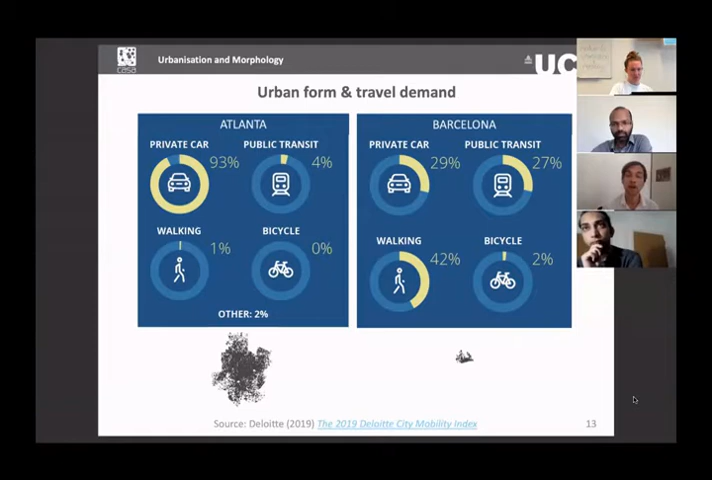 casa
Urbanisation and Morphology
UC
Urban form & travel demand
ATLANTA
PRIVATE CAR
93%
PUBLIC TRANSIT
4%
WALKING
1%
BICYCLE
0%
OTHER: 2%
BARCELONA
PRIVATE CAR
29%
PUBLIC TRANSIT
27%
WALKING
42%
BICYCLE
2%
Source: Deloitte (2019) The 2019 Deloitte City Mobility Index
13